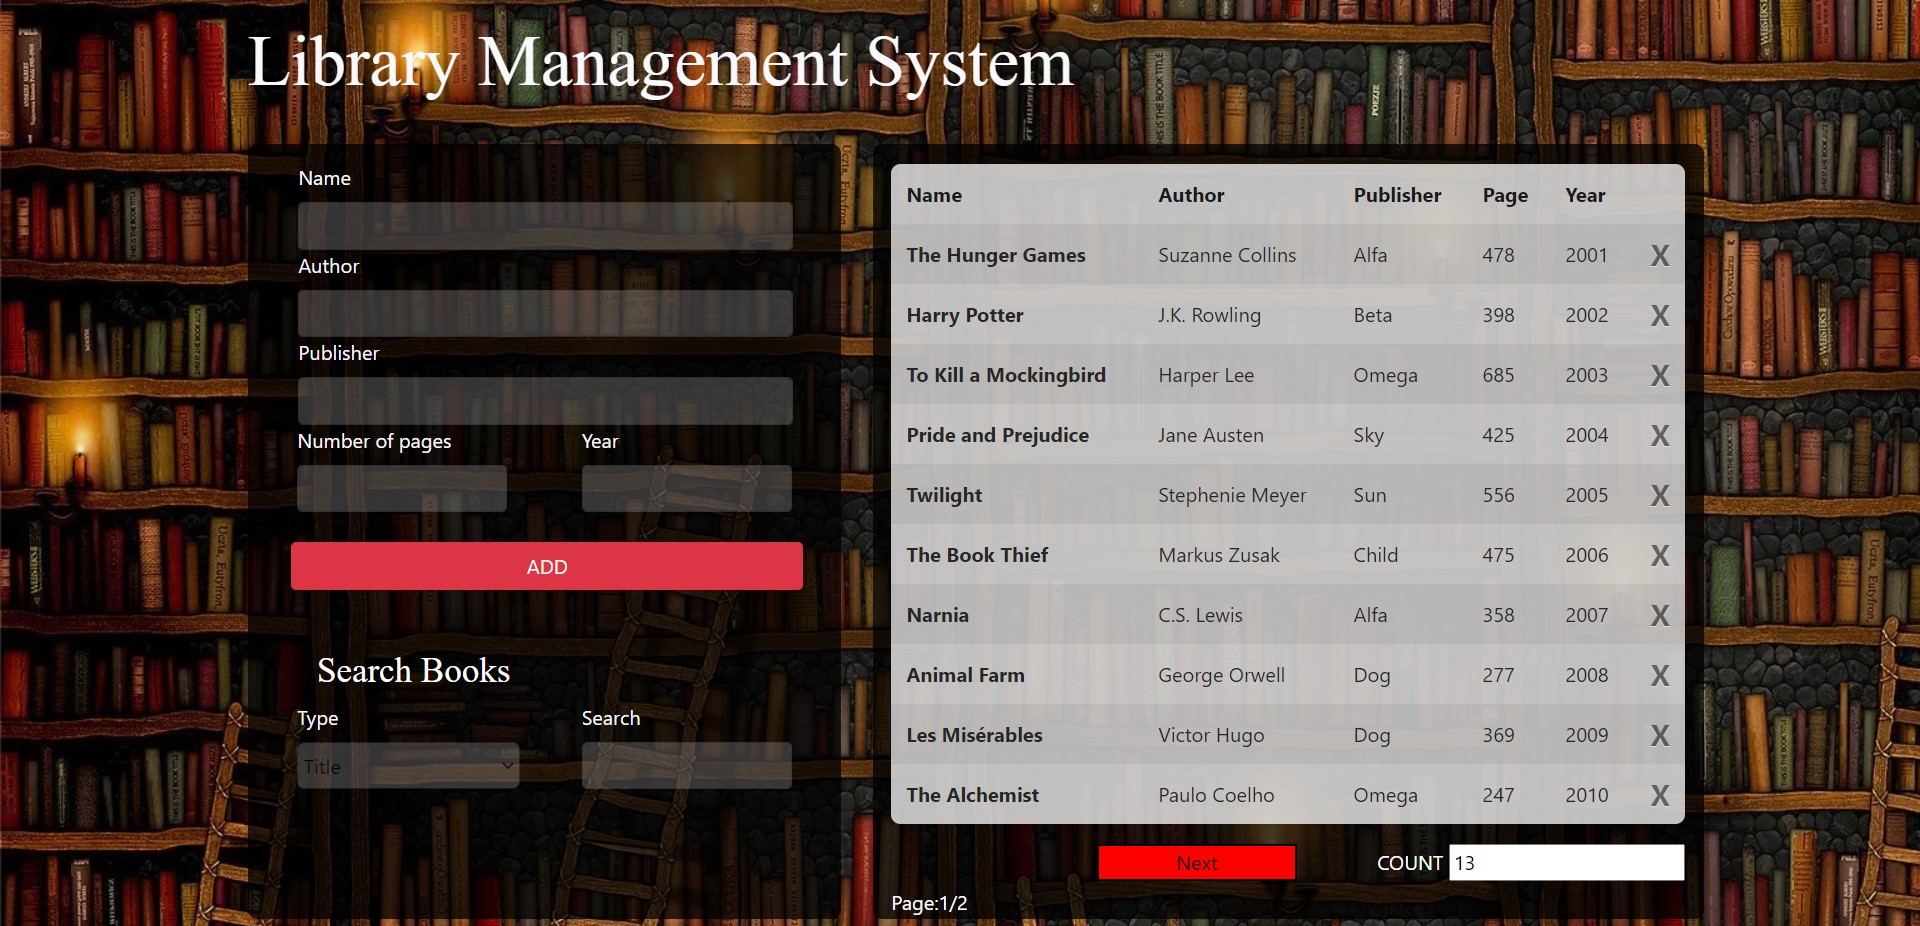 Library Management System
Name
Author
Publisher
Number of pages Year
ADD
Search Books
Type Search
Title
Name Author Publisher Page Year
The Hunger Games Suzanne Collins Alfa 478 2001 X
Harry Potter J.K. Rowling Beta 398 2002 X
To Kill a Mockingbird Harper Lee Omega 685 2003 X
Pride and Prejudice Jane Austen Sky 425 2004 X
Twilight Stephenie Meyer Sun 556 2005 X
The Book Thief Markus Zusak Child 475 2006 X
Narnia C.S. Lewis Alfa 358 2007 X
Animal Farm George Orwell Dog 277 2008 X
Les Misérables Victor Hugo Dog 369 2009 X
The Alchemist Paulo Coelho Omega 247 2010 X
Next COUNT 13
Page:1/2